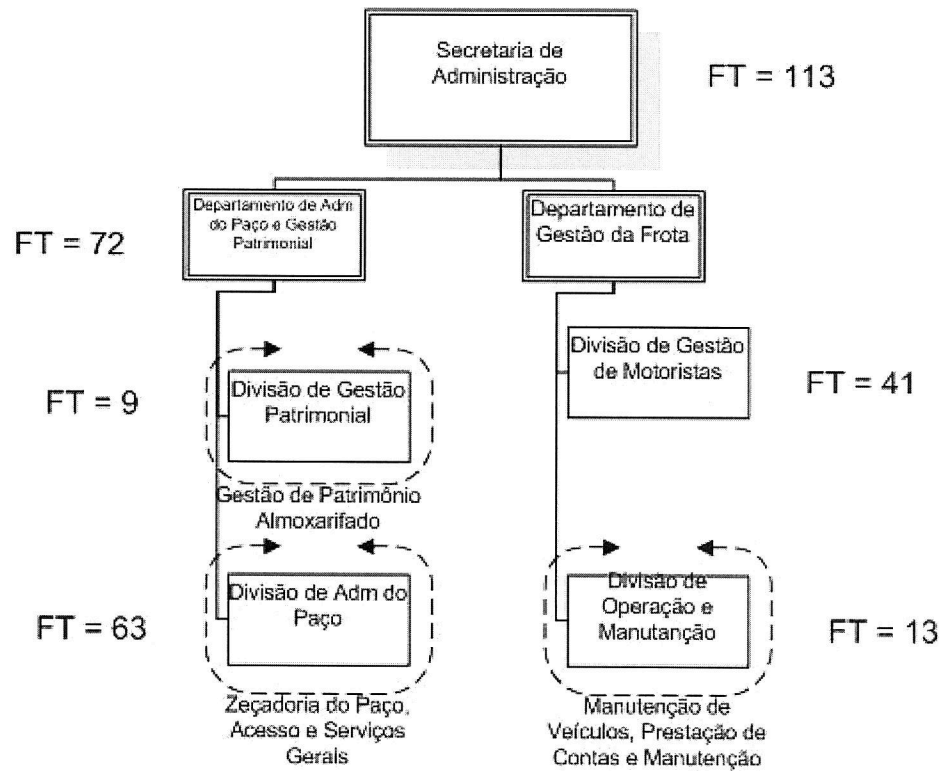 Secretaria de
Administração
FT = 113
Departamento de Adm
do Paço e Gestão
Patrimonial
FT = 72
Departamento de
Gestão da Frota
Divisão de Gestão
Patrimonial
FT = 9
Gestão de Patrimônio
Almoxarifado
Divisão de Gestão
de Motoristas
FT = 41
Divisão de Adm do
Paço
FT = 63
Zeçadoria do Paço,
Acesso e Serviços
Gerais
Divisão de
Operação e
Manutanção
FT = 13
Manutenção de
Veículos, Prestação de
Contas e Manutenção